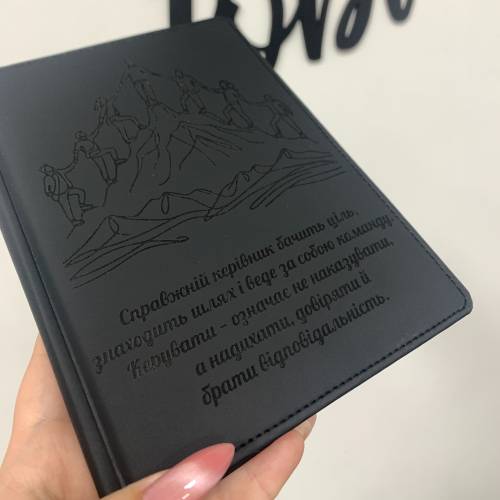 Справжній керівник бачить ціль,
знаходить шлях і веде за собою команду.
Керувати – означає не наказувати,
а надихати, довіряти й
брати відповідальність.